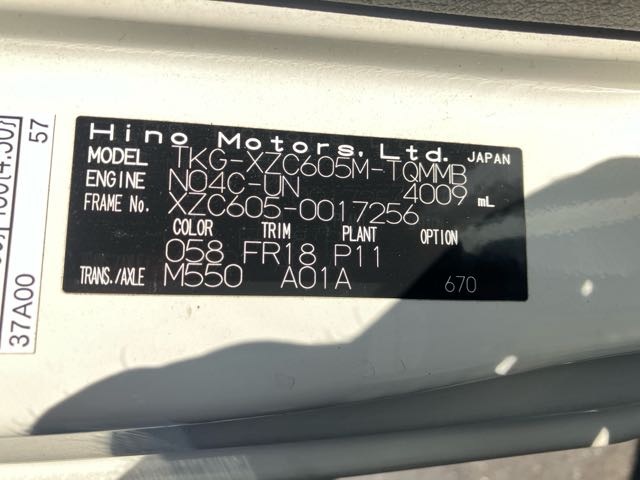 Hino Motors, Ltd. JAPAN
MODEL TKG-XZC605M-TQMMB
ENGINE N04C-UN 4009 mL
FRAME No. XZC605-0017256
COLOR TRIM PLANT OPTION
058 FR18 P11
TRANS./AXLE M550 A01A 670
57
37A00